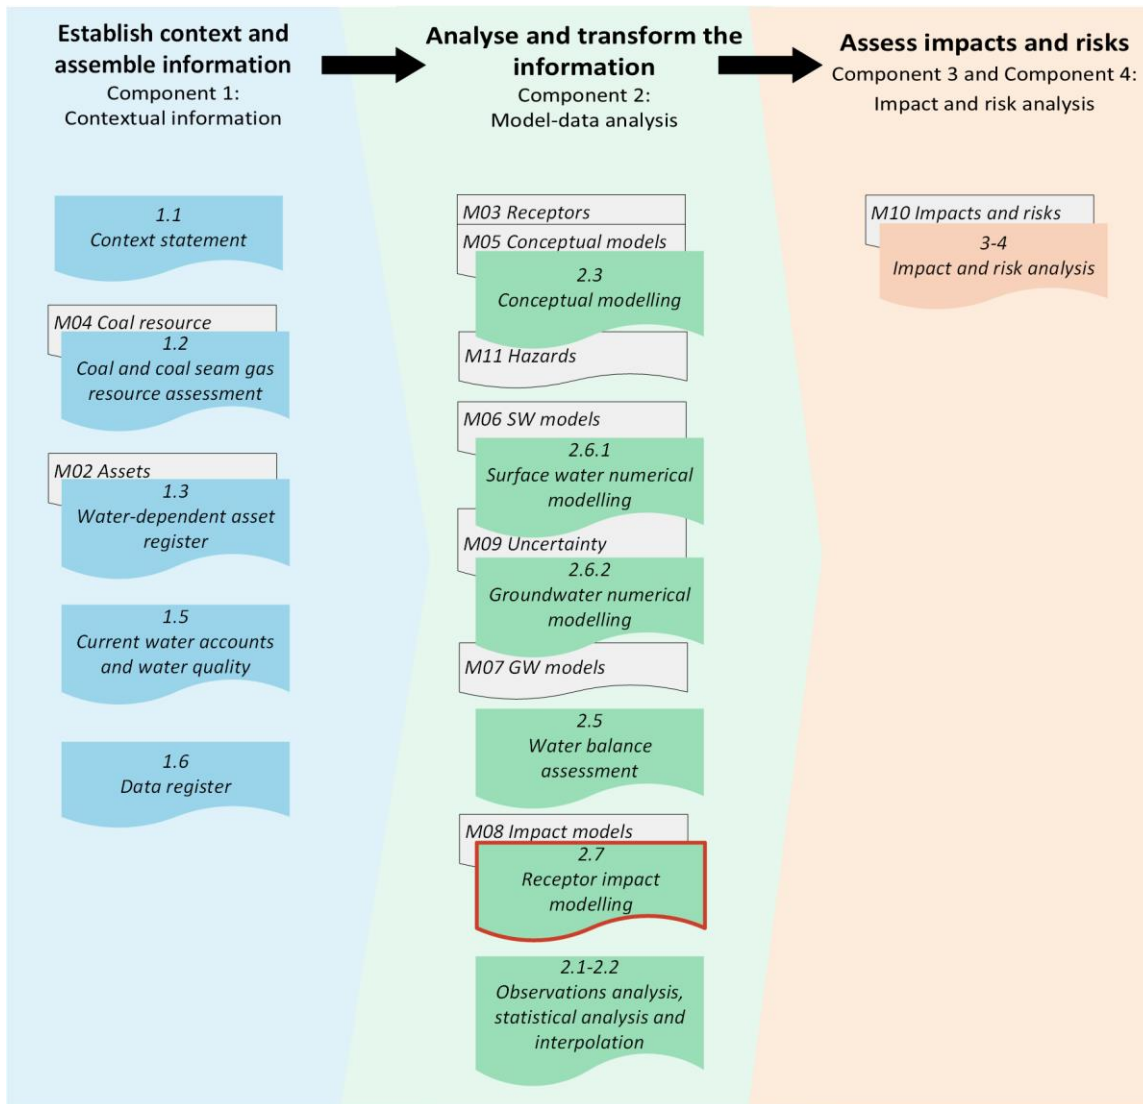 Establish context and
assemble information
Component 1:
Contextual information
1.1
Context statement
M04 Coal resource
1.2
Coal and coal seam gas
resource assessment
M02 Assets
1.3
Water-dependent asset
register
1.5
Current water accounts
and water quality
1.6
Data register
Analyse and transform the
information
Component 2:
Model-data analysis
M03 Receptors
M05 Conceptual models
2.3
Conceptual modelling
M11 Hazards
M06 SW models
2.6.1
Surface water numerical
modelling
M09 Uncertainty
2.6.2
Groundwater numerical
modelling
M07 GW models
2.5
Water balance
assessment
M08 Impact models
2.7
Receptor impact
modelling
2.1-2.2
Observations analysis,
statistical analysis and
interpolation
Assess impacts and risks
Component 3 and Component 4:
Impact and risk analysis
M10 Impacts and risks
3-4
Impact and risk analysis